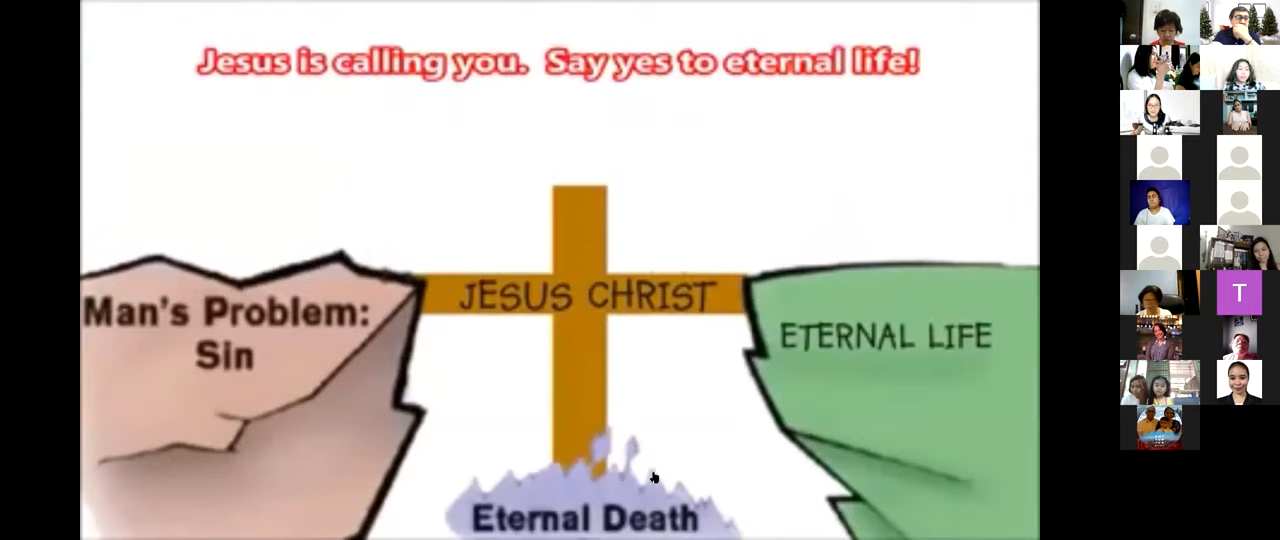 Jesus is calling you. Say yes to eternal life!
JESUS CHRIST
Man's Problem:
Sin
ETERNAL LIFE
Eternal Death
T